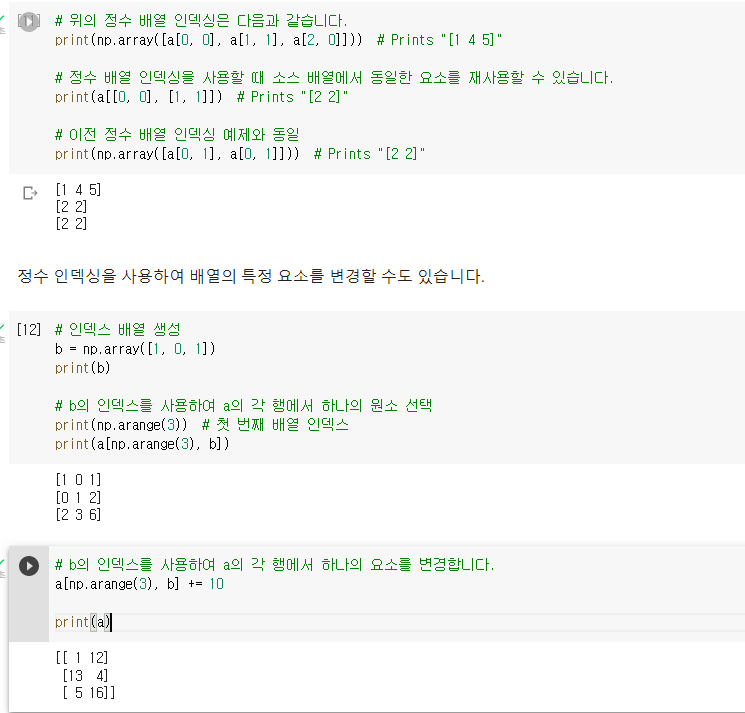 # 위의 정수 배열 인덱싱은 다음과 같습니다.
print(np.array([a[0, 0], a[1, 1], a[2, 0]])) # Prints "[1 4 5]"
# 정수 배열 인덱싱을 사용할 때 소스 배열에서 동일한 요소를 재사용할 수 있습니다.
print(a[[0, 0], [1, 1]]) # Prints "[2 2]"
# 이전 정수 배열 인덱싱 예제와 동일
print(np.array([a[0, 1], a[0, 1]])) # Prints "[2 2]"
[1 4 5]
[2 2]
[2 2]
정수 인덱싱을 사용하여 배열의 특정 요소를 변경할 수도 있습니다.
[12] # 인덱스 배열 생성
b = np.array([1, 0, 1])
print(b)
# b의 인덱스를 사용하여 a의 각 행에서 하나의 원소 선택
print(np.arange(3)) # 첫 번째 배열 인덱스
print(a[np.arange(3), b])
[1 0 1]
[0 1 2]
[2 3 6]
# b의 인덱스를 사용하여 a의 각 행에서 하나의 요소를 변경합니다.
a[np.arange(3), b] += 10
print(a)
[[ 1 12]
[13 4]
[ 5 16]]